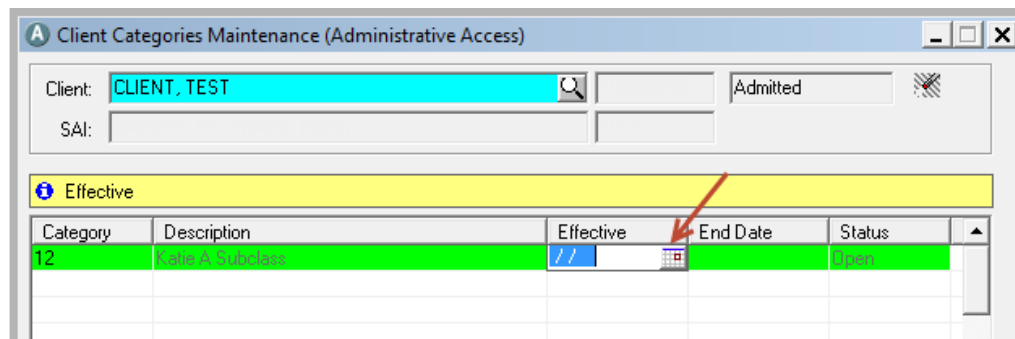 Client Categories Maintenance (Administrative Access)
Client: CLIENT, TEST Admitted
SAI:
Effective
Category Description Effective End Date Status
12 Katie A Subclass / / Open